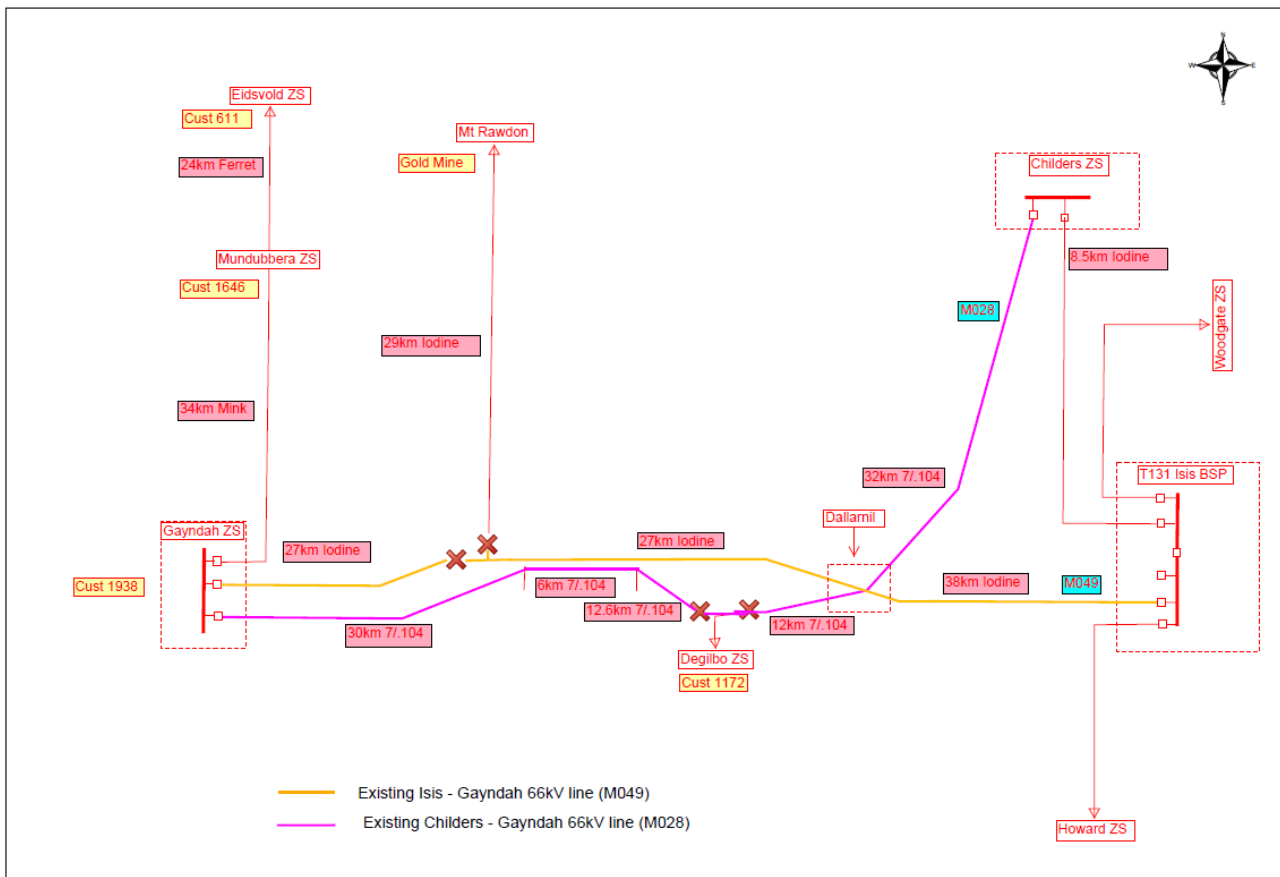 N
W
E
S
Eidsvold ZS
Cust 611
Mt Rawdon
24km Ferret
Gold Mine
Childers ZS
Mundubbera ZS
8.5km Iodine
Cust 1646
Woodgate ZS
M028
29km Iodine
34km Mink
32km 7/.104
T131 Isis BSP
Dallarnil
Gayndah ZS
27km Iodine
27km Iodine
Cust 1938
6km 7/.104
38km Iodine
M049
12.6km 7/.104
30km 7/.104
12km 7/.104
Degilbo ZS
Cust 1172
Existing Isis - Gayndah 66kV line (M049)
Existing Childers - Gayndah 66kV line (M028)
Howard ZS